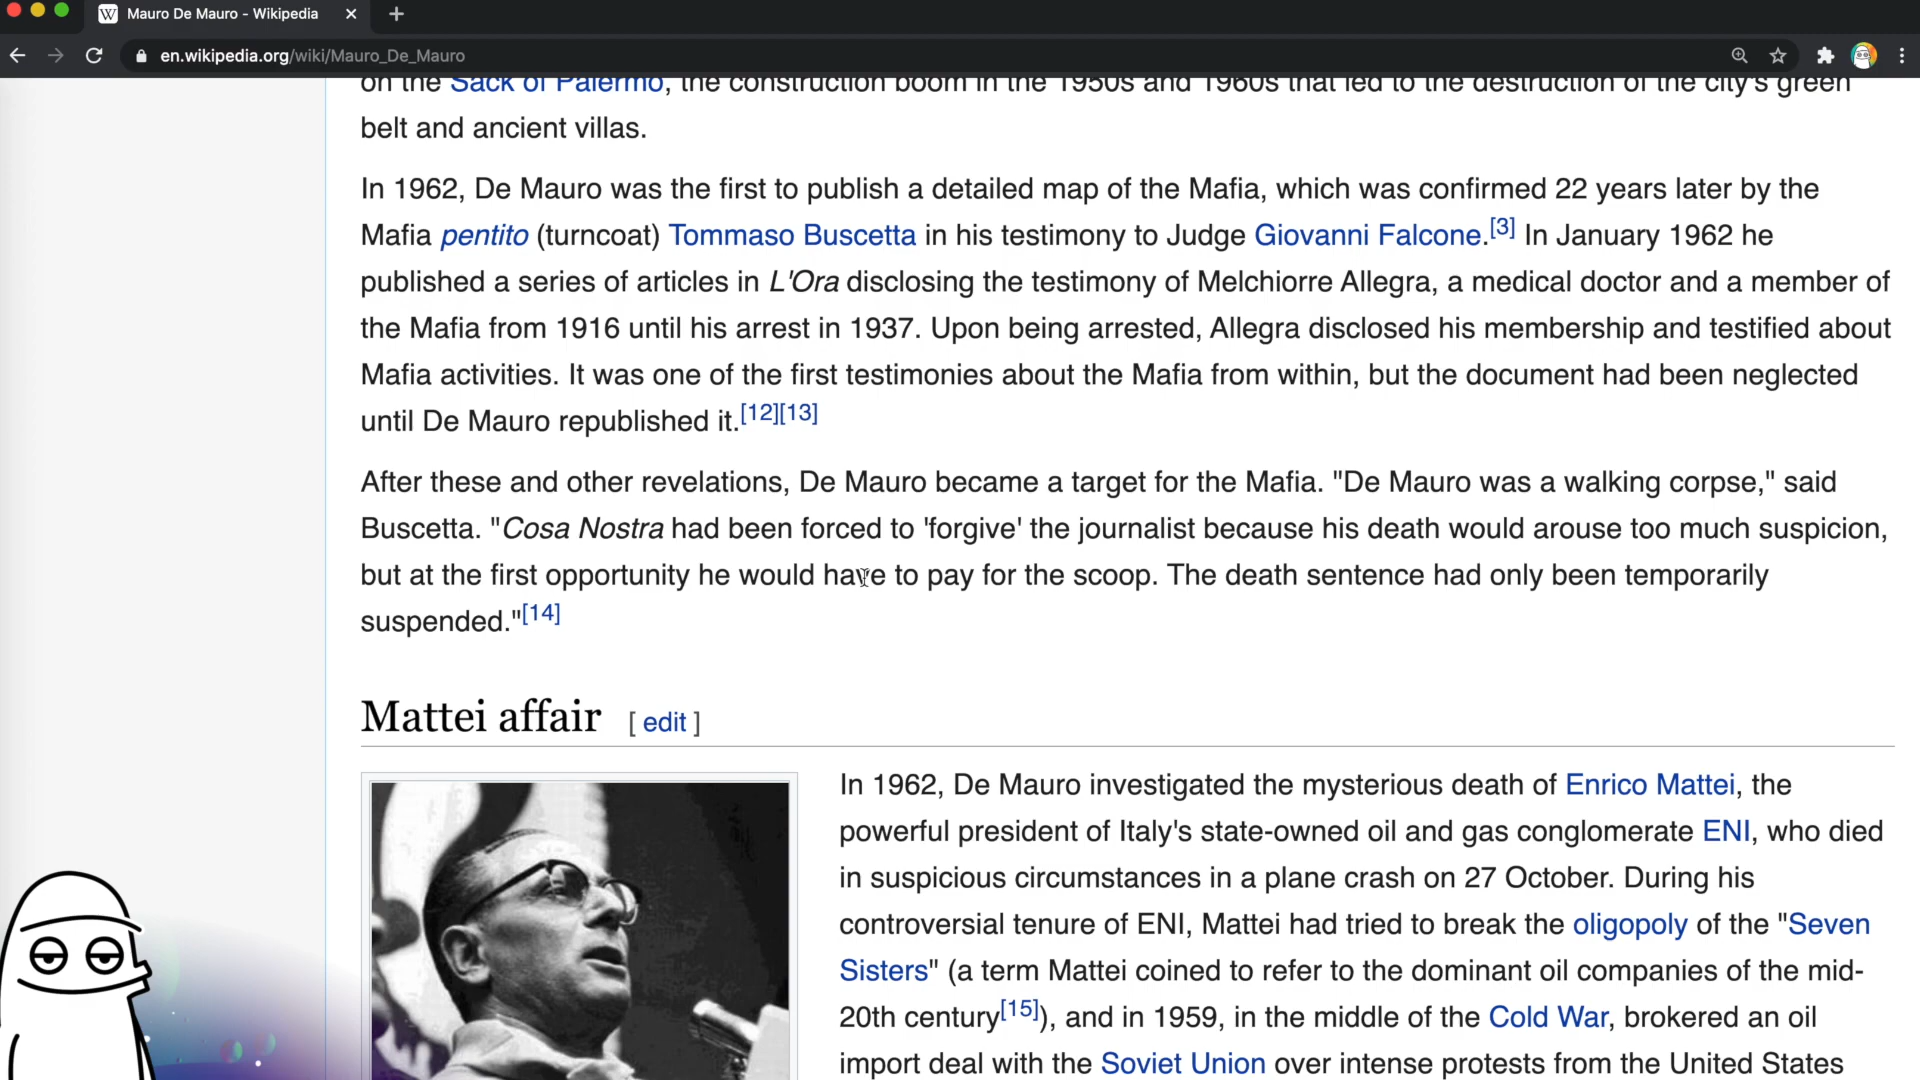 Mauro De Mauro - Wikipedia
en.wikipedia.org/wiki/Mauro_De_Mauro
on the Sack of Palermo, the construction boom in the 1950s and 1960s that led to the destruction of the city's green
belt and ancient villas.
In 1962, De Mauro was the first to publish a detailed map of the Mafia, which was confirmed 22 years later by the
Mafia pentito (turncoat) Tommaso Buscetta in his testimony to Judge Giovanni Falcone.[3] In January 1962 he
published a series of articles in L'Ora disclosing the testimony of Melchiorre Allegra, a medical doctor and a member of
the Mafia from 1916 until his arrest in 1937. Upon being arrested, Allegra disclosed his membership and testified about
Mafia activities. It was one of the first testimonies about the Mafia from within, but the document had been neglected
until De Mauro republished it.[12][13]
After these and other revelations, De Mauro became a target for the Mafia. "De Mauro was a walking corpse," said
Buscetta. "Cosa Nostra had been forced to 'forgive' the journalist because his death would arouse too much suspicion,
but at the first opportunity he would have to pay for the scoop. The death sentence had only been temporarily
suspended."[14]
Mattei affair [ edit ]
In 1962, De Mauro investigated the mysterious death of Enrico Mattei, the
powerful president of Italy's state-owned oil and gas conglomerate ENI, who died
in suspicious circumstances in a plane crash on 27 October. During his
controversial tenure of ENI, Mattei had tried to break the oligopoly of the "Seven
Sisters" (a term Mattei coined to refer to the dominant oil companies of the mid-
20th century[15]), and in 1959, in the middle of the Cold War, brokered an oil
import deal with the Soviet Union over intense protests from the United States